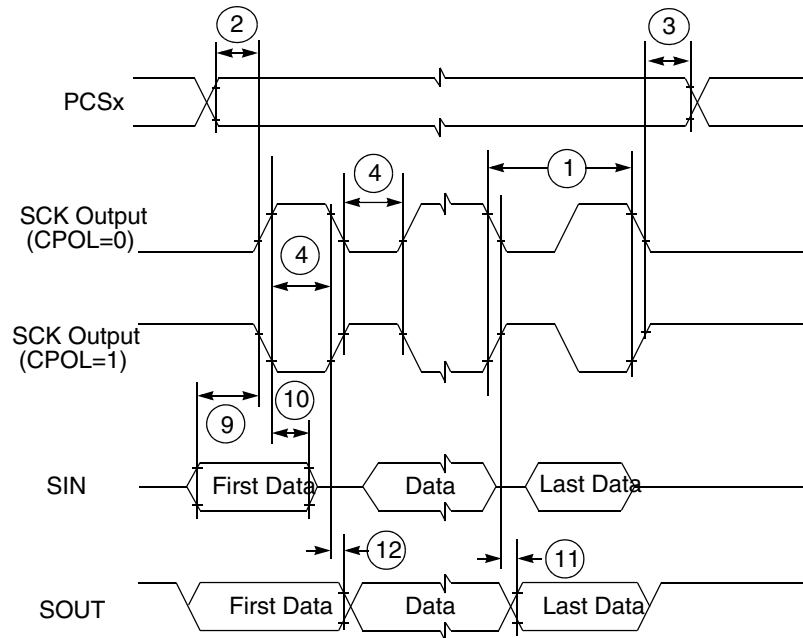 2
3
PCSx
4
1
SCK Output
(CPOL=0)
4
SCK Output
(CPOL=1)
9
10
SIN
First Data
Data
Last Data
12
11
SOUT
First Data
Data
Last Data